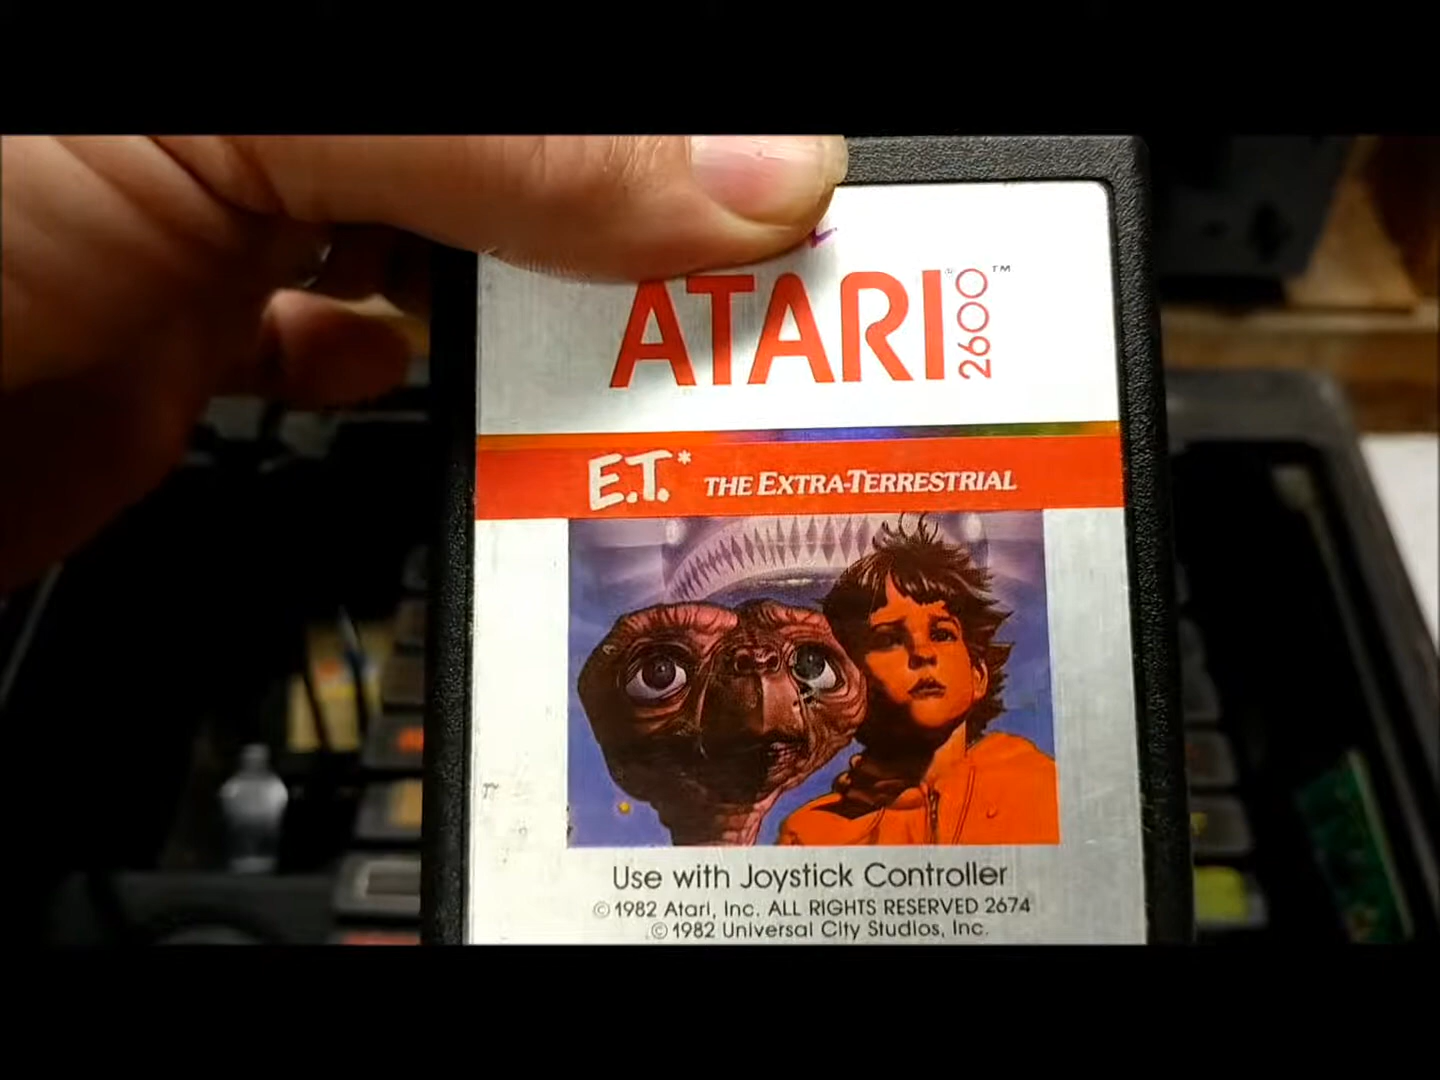 ATARI® 2600™
E.T.* THE EXTRA-TERRESTRIAL
Use with Joystick Controller
©1982 Atari, Inc. ALL RIGHTS RESERVED 2674
©1982 Universal City Studios, Inc.